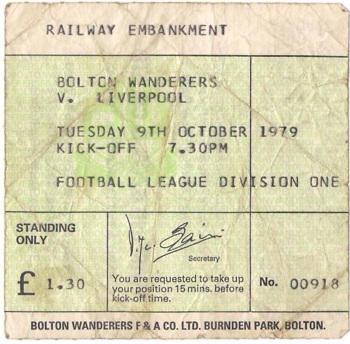 RAILWAY EMBANKMENT
BOLTON WANDERERS
V. LIVERPOOL
TUESDAY 9TH OCTOBER 1979
KICK-OFF 7.30PM
FOOTBALL LEAGUE DIVISION ONE
STANDING
ONLY
Secretary
£ 1.30
You are requested to take up
your position 15 mins. before
kick-off time.
No. 00918
BOLTON WANDERERS F & A CO. LTD. BURNDEN PARK, BOLTON.